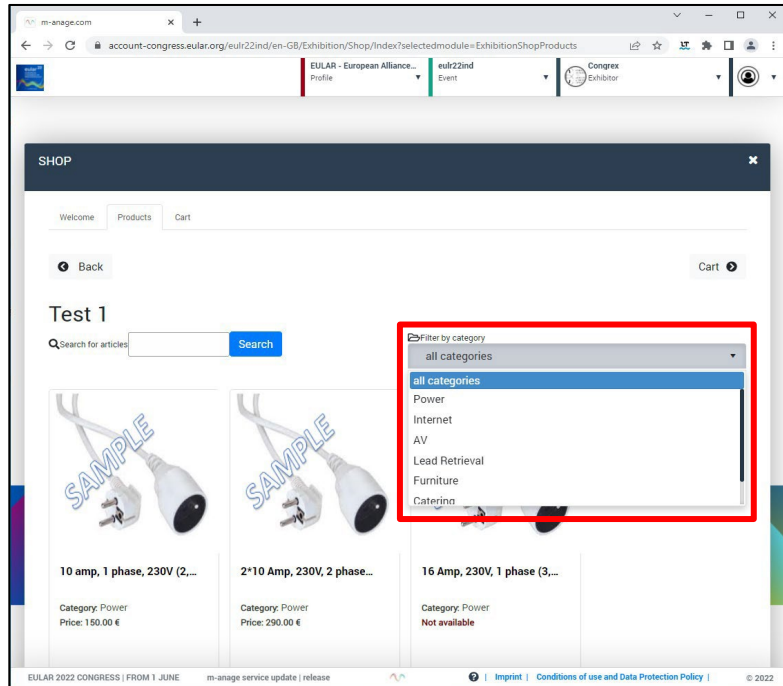 m-anage.com
account-congress.eular.org/eulr22ind/en-GB/Exhibition/Shop/Index?selectedmodule=ExhibitionShopProducts
EULAR - European Alliance...
Profile
eulr22ind
Event
Congrex
Exhibitor
SHOP
Welcome Products Cart
Back
Cart
Test 1
Search for articles
Search
Filter by category
all categories
all categories
Power
Internet
AV
Lead Retrieval
Furniture
Catering
SAMPLE
SAMPLE
10 amp, 1 phase, 230V (2,...
Category: Power
Price: 150.00 €
2*10 Amp, 230V, 2 phase...
Category: Power
Price: 290.00 €
16 Amp, 230V, 1 phase (3,...
Category: Power
Not available
EULAR 2022 CONGRESS | FROM 1 JUNE m-anage service update | release | Imprint | Conditions of use and Data Protection Policy | © 2022